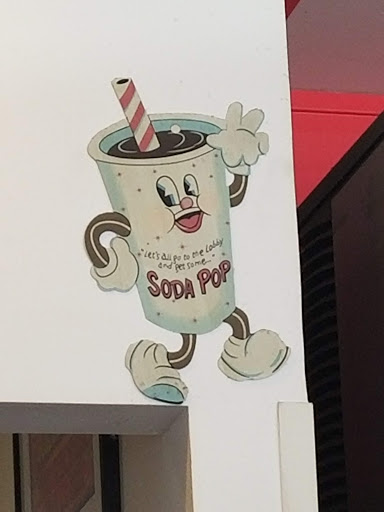 "Let's All go to the Lobby
and get some..."
SODA POP